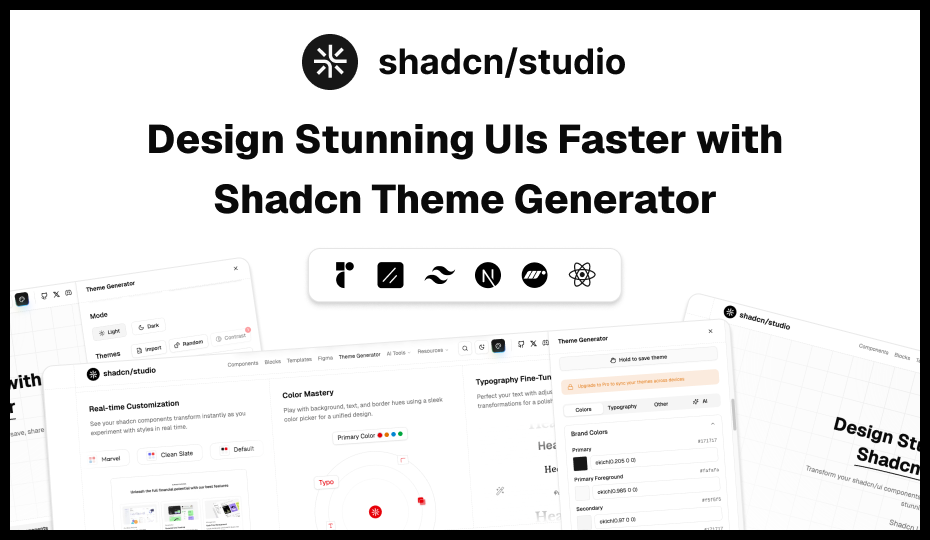 shadcn/studio
Design Stunning UIs Faster with
Shadcn Theme Generator
Theme Generator
Mode
Light
Dark
Themes
Import
Random
Contrast
with
r
save, share
shadcn/studio
Components
Blocks
Templates
Figma
Theme Generator
AI Tools
Resources
Real-time Customization
See your shadcn components transform instantly as you
experiment with styles in real time.
Marvel
Clean Slate
Default
Unleash the full financial potential with our best features
Color Mastery
Play with background, text, and border hues using a sleek
color picker for a unified design.
Primary Color
Typo
Typography Fine-Tun
Perfect your text with adjus
transformations for a polish
Hea
Hea
Hea
Theme Generator
Hold to save theme
Upgrade to Pro to sync your themes across devices
Colors
Typography
Other
AI
Brand Colors
Primary
#171717
oklch(0.205 0 0)
Primary Foreground
#fafafa
oklch(0.985 0 0)
Secondary
#f5f5f5
oklch(0.97 0 0)
shadcn/studio
Components
Blocks
Design Stu
Shadcn
Transform your shadcn/ui components
stunni
Shadcn